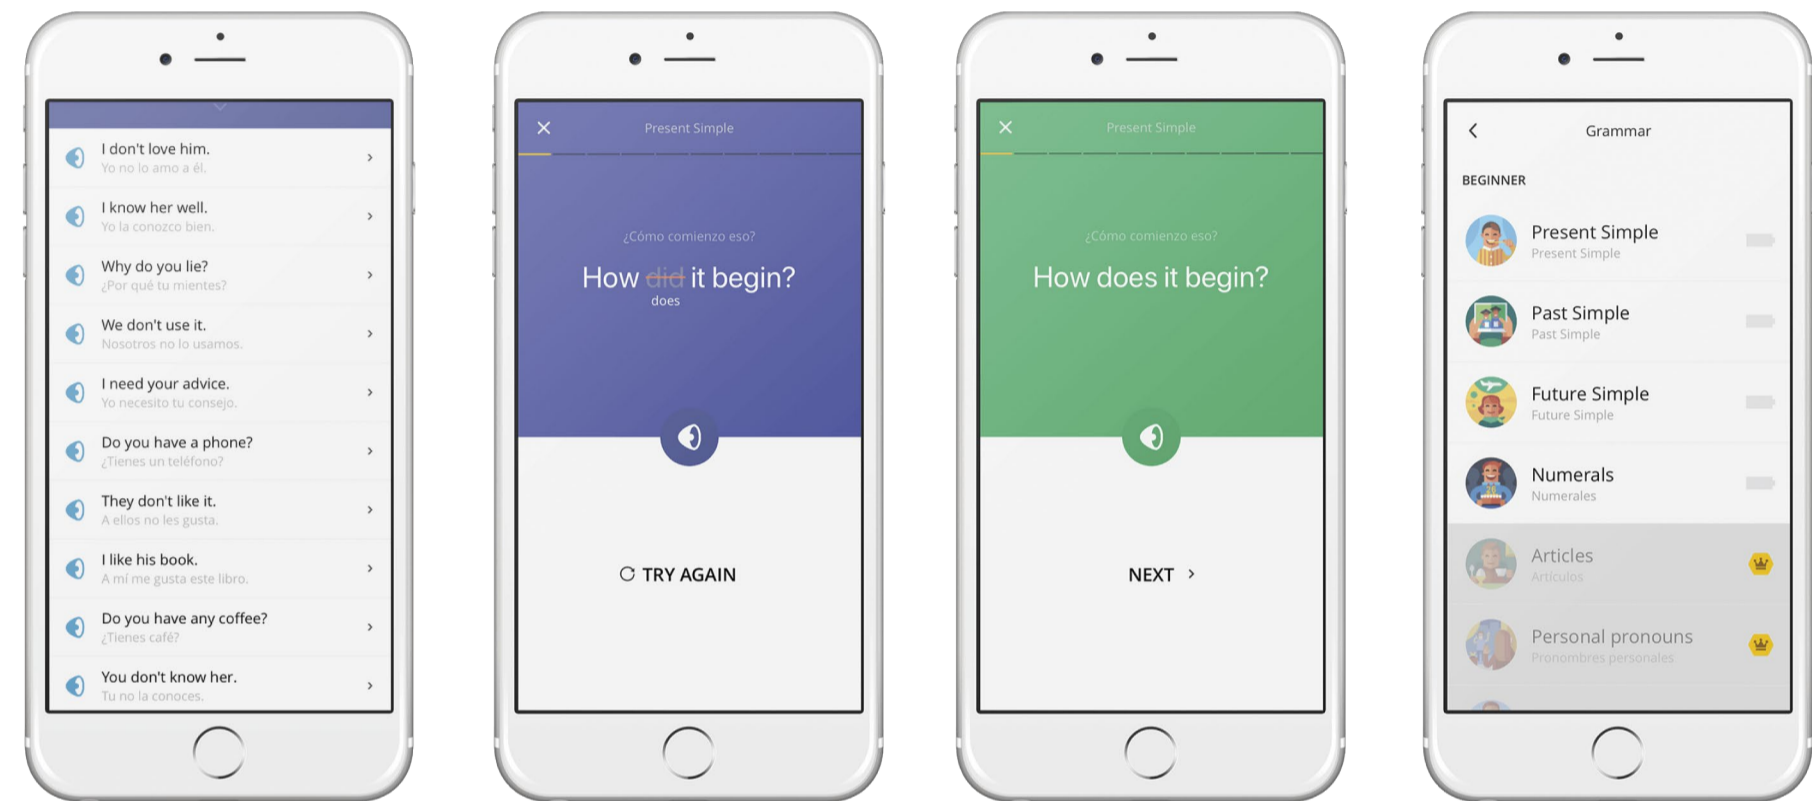 I don't love him.
Yo no lo amo a él.
I know her well.
Yo la conozco bien.
Why do you lie?
¿Por qué tu mientes?
We don't use it.
Nosotros no lo usamos.
I need your advice.
Yo necesito tu consejo.
Do you have a phone?
¿Tienes un teléfono?
They don't like it.
A ellos no les gusta.
I like his book.
A mí me gusta este libro.
Do you have any coffee?
¿Tienes café?
You don't know her.
Tu no la conoces.
Present Simple
¿Cómo comienzo eso?
How did it begin?
does
TRY AGAIN
Present Simple
¿Cómo comienzo eso?
How does it begin?
NEXT
Grammar
BEGINNER
Present Simple
Present Simple
Past Simple
Past Simple
Future Simple
Future Simple
Numerals
Numerales
Articles
Artículos
Personal pronouns
Pronombres personales